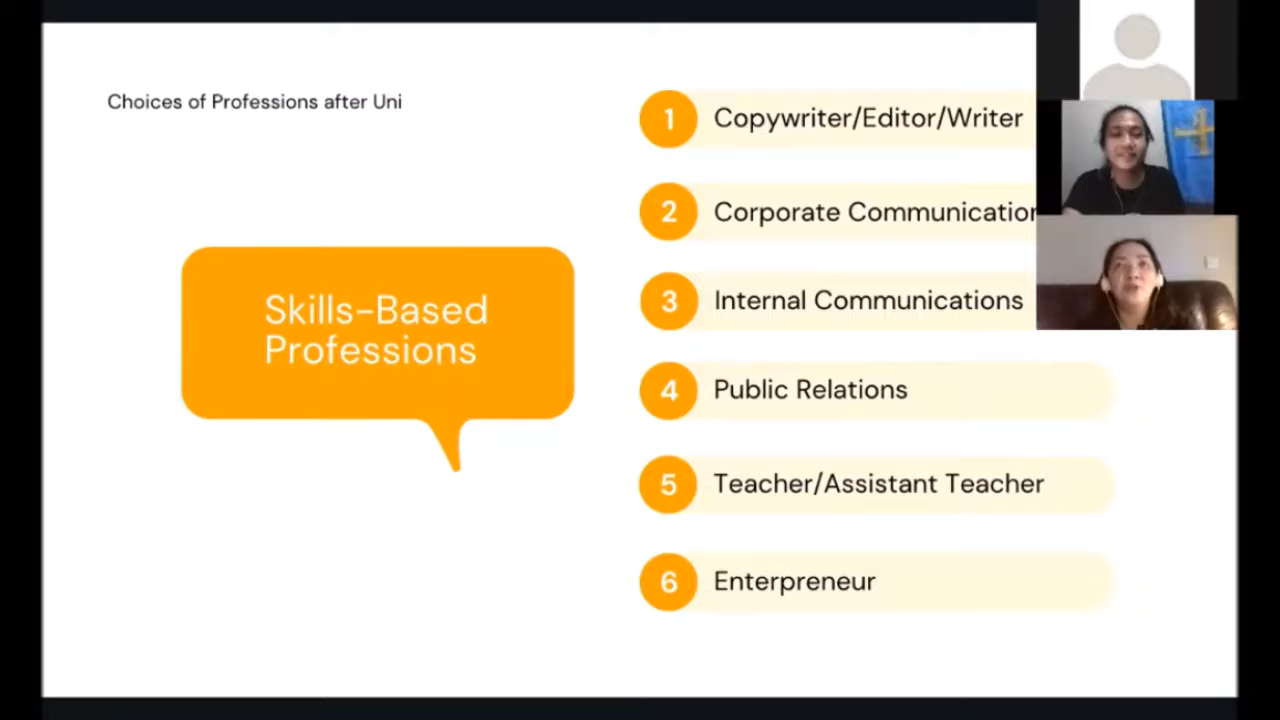 Choices of Professions after Uni
Skills-Based
Professions
1 Copywriter/Editor/Writer
2 Corporate Communication
3 Internal Communications
4 Public Relations
5 Teacher/Assistant Teacher
6 Enterpreneur